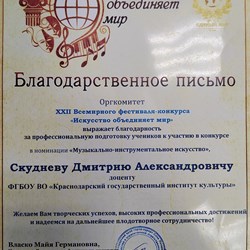 объединяет
мир
Благодарственное письмо
Оргкомитет
XXII Всемирного фестиваля-конкурса
«Искусство объединяет мир»
выражает благодарность
за профессиональную подготовку учеников к участию в конкурсе
в номинации «Музыкально-инструментальное искусство»,
Скудневу Дмитрию Александровичу
доценту
ФГБОУ ВО «Краснодарский государственный институт культуры»
Желаем Вам творческих успехов, высоких профессиональных достижений
и надеемся на дальнейшее плодотворное сотрудничество!
Власко Майя Германовна,